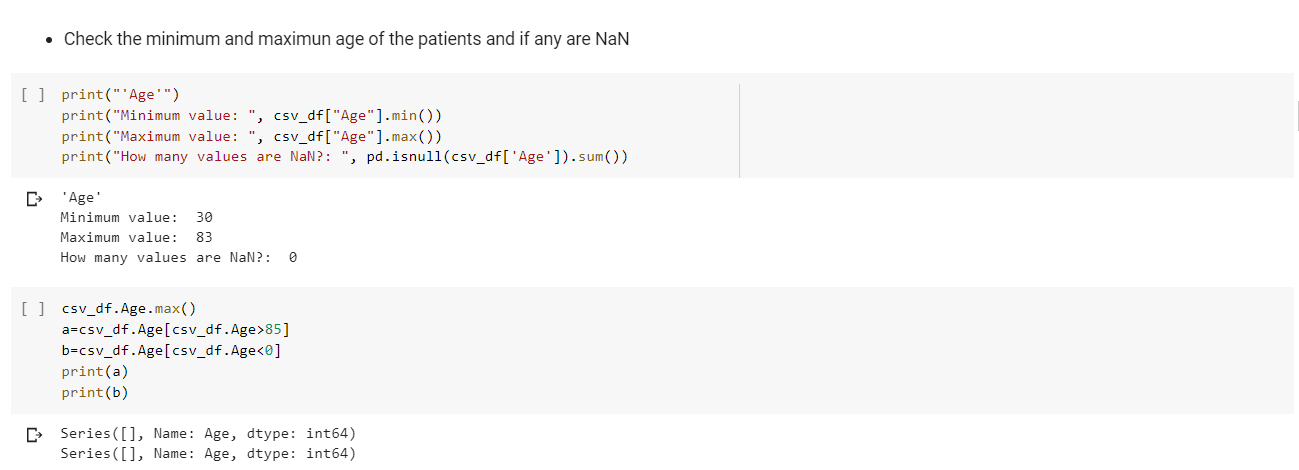 • Check the minimum and maximun age of the patients and if any are NaN
[ ] print("'Age'")
print("Minimum value: ", csv_df["Age"].min())
print("Maximum value: ", csv_df["Age"].max())
print("How many values are NaN?: ", pd.isnull(csv_df['Age']).sum())
'Age'
Minimum value:  30
Maximum value:  83
How many values are NaN?:  0
[ ] csv_df.Age.max()
a=csv_df.Age[csv_df.Age>85]
b=csv_df.Age[csv_df.Age<0]
print(a)
print(b)
Series([], Name: Age, dtype: int64)
Series([], Name: Age, dtype: int64)